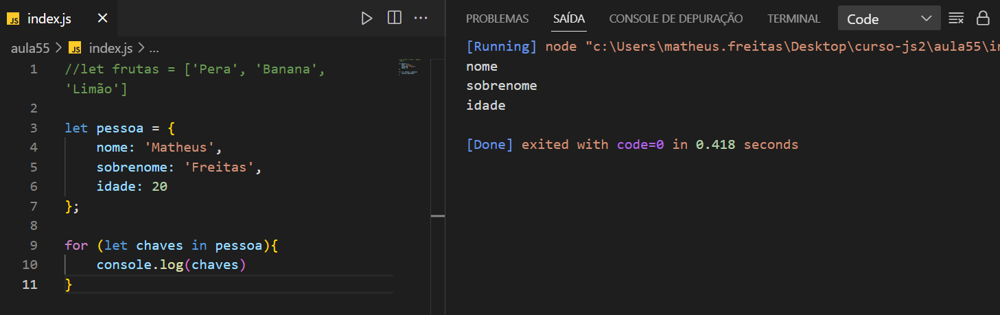 JS index.js ×
aula55 > JS index.js > ...
1 //let frutas = ['Pera', 'Banana',
'Limão']
2
3 let pessoa = {
4 nome: 'Matheus',
5 sobrenome: 'Freitas',
6 idade: 20
7 };
8
9 for (let chaves in pessoa){
10 console.log(chaves)
11 }
PROBLEMAS SAÍDA CONSOLE DE DEPURAÇÃO TERMINAL Code
[Running] node "c:\Users\matheus.freitas\Desktop\curso-js2\aula55\in
nome
sobrenome
idade
[Done] exited with code=0 in 0.418 seconds